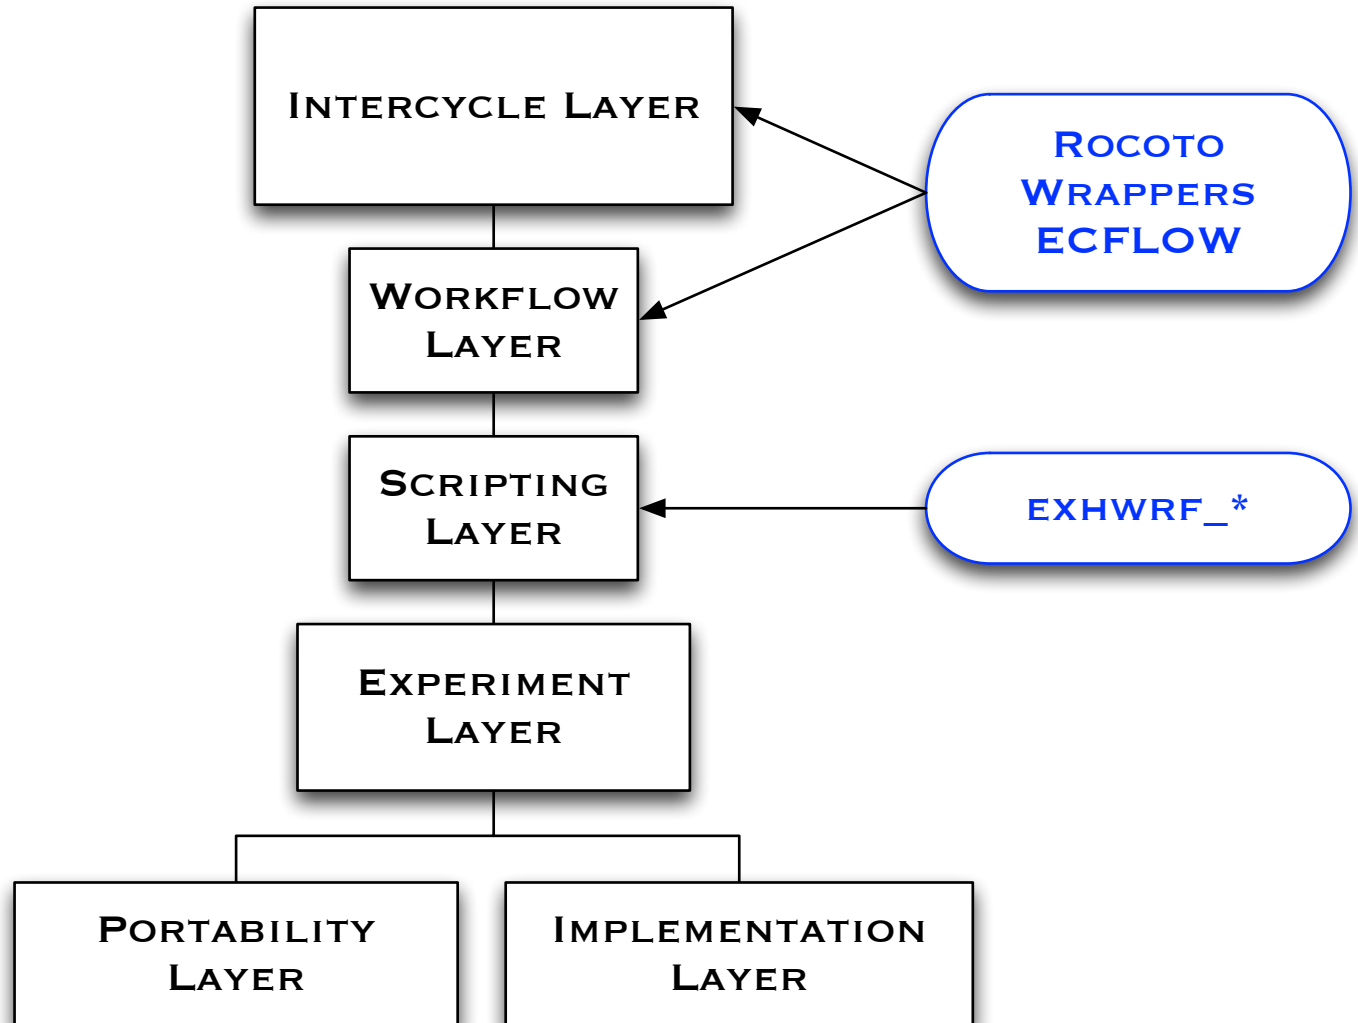 Intercycle Layer
Rocoto
Wrappers
ECFLOW
Workflow
Layer
Scripting
Layer
exhwrf_*
Experiment
Layer
Portability
Layer
Implementation
Layer